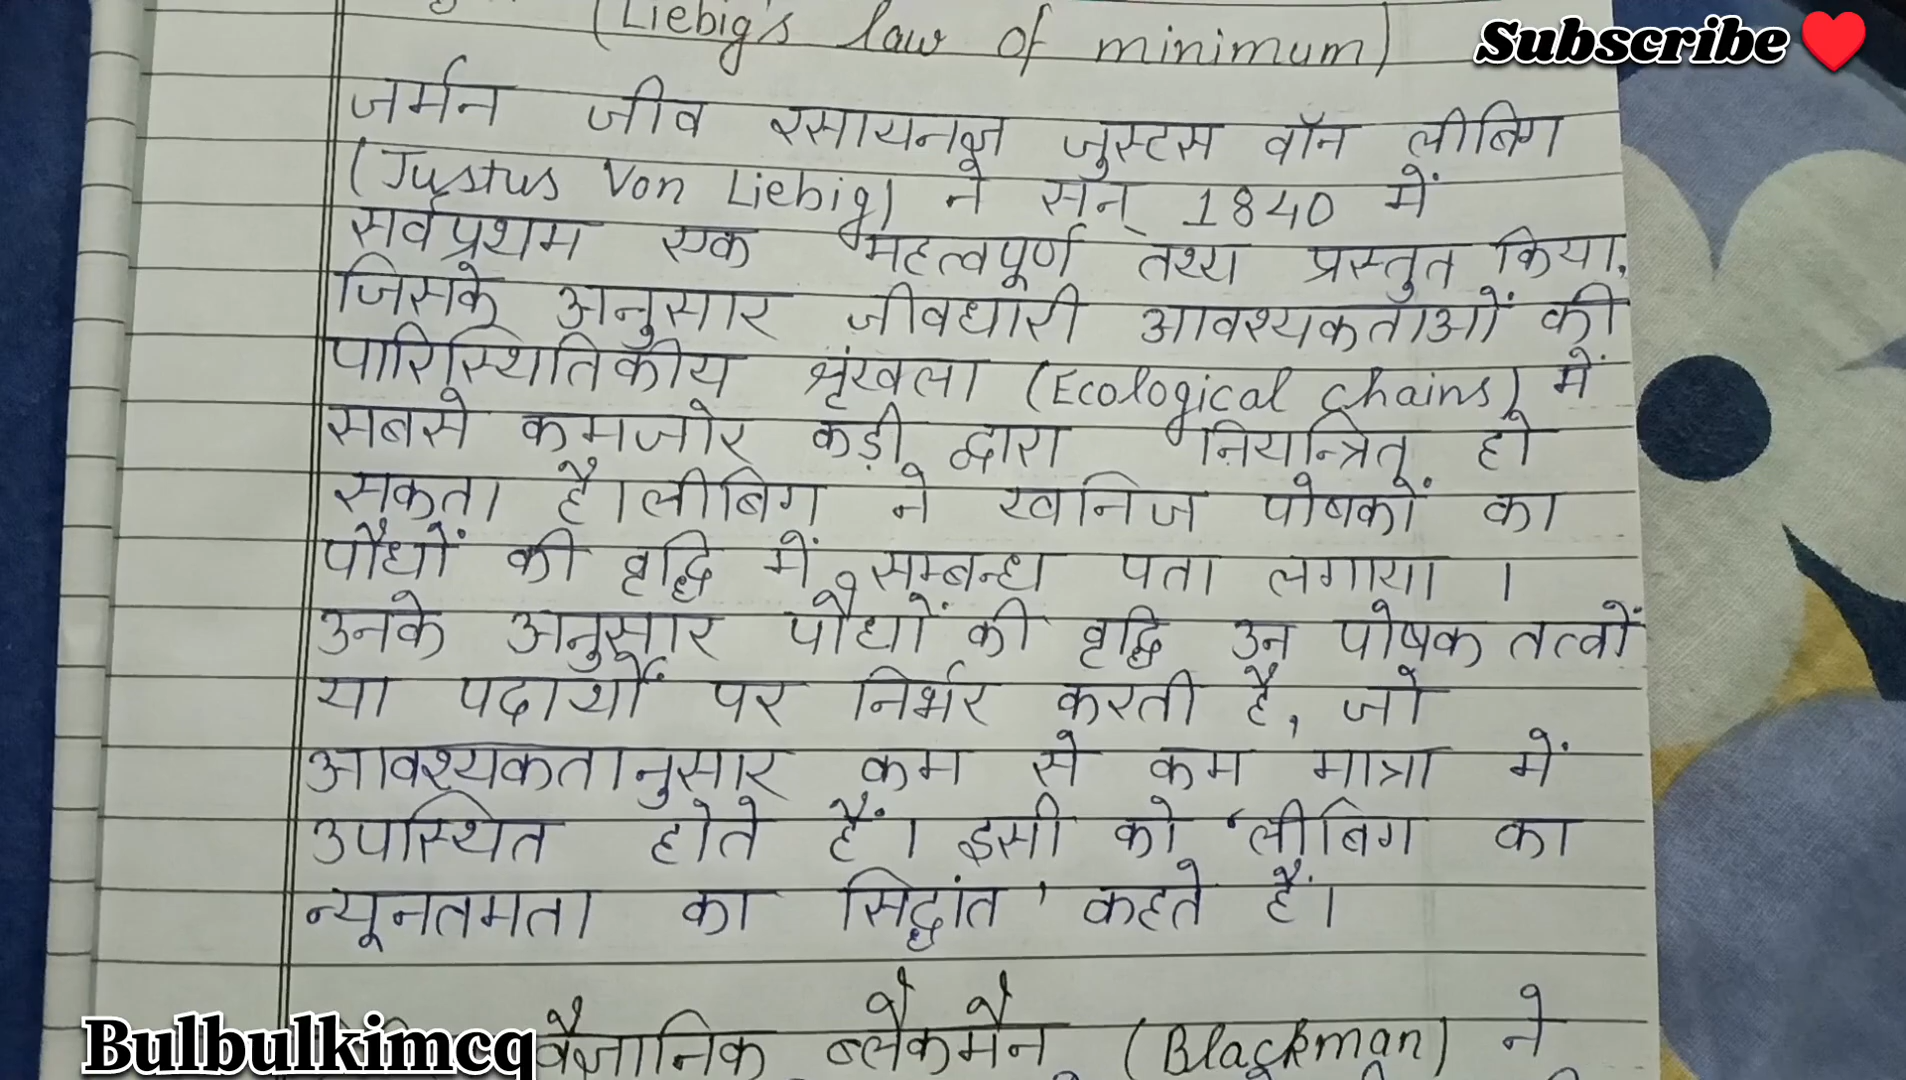 (Liebig's law of minimum)
Subscribe
जर्मन जीव रसायनज्ञ जुस्टस वॉन लीबिग
(Justus Von Liebig) ने सन् 1840 में
सर्वप्रथम एक महत्वपूर्ण तथ्य प्रस्तुत किया,
जिसके अनुसार जीवधारी आवश्यकताओं की
पारिस्थितिकीय श्रृंखला (Ecological chains) में
सबसे कमजोर कड़ी द्वारा नियन्त्रित हो
सकता है। लीबिग ने खनिज पोषकों का
पौधों की वृद्धि में सम्बन्ध पता लगाया ।
उनके अनुसार पौधों की वृद्धि उन पोषक तत्वों
या पदार्थों पर निर्भर करती है, जो
आवश्यकतानुसार कम से कम मात्रा में
उपस्थित होते हैं। इसी को 'लीबिग का
न्यूनतमता का सिद्धांत' कहते हैं।
वैज्ञानिक ब्लैकमैन (Blackman) ने
Bulbulkimcq